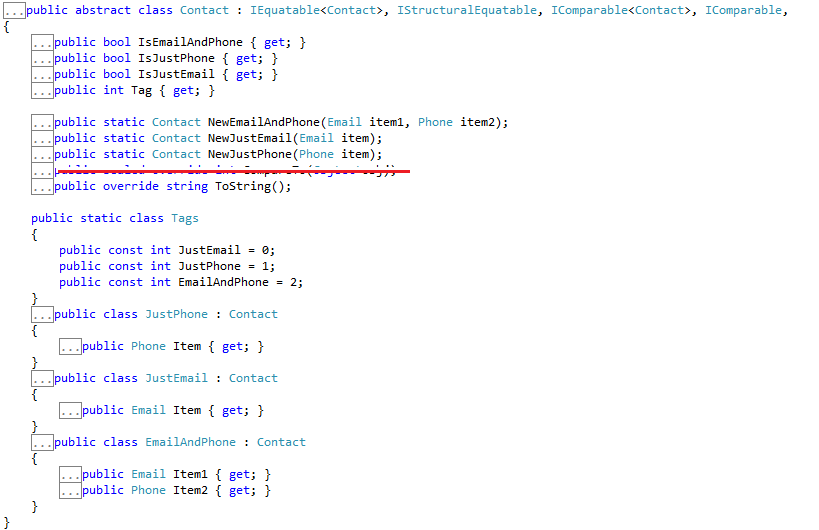 ...public abstract class Contact : IEquatable<Contact>, IStructuralEquatable, IComparable<Contact>, IComparable,
{
    ...public bool IsEmailAndPhone { get; }
    ...public bool IsJustPhone { get; }
    ...public bool IsJustEmail { get; }
    ...public int Tag { get; }

    ...public static Contact NewEmailAndPhone(Email item1, Phone item2);
    ...public static Contact NewJustEmail(Email item);
    ...public static Contact NewJustPhone(Phone item);
    ...
    ...public override string ToString();

    public static class Tags
    {
        public const int JustEmail = 0;
        public const int JustPhone = 1;
        public const int EmailAndPhone = 2;
    }
    ...public class JustPhone : Contact
    {
        ...public Phone Item { get; }
    }
    ...public class JustEmail : Contact
    {
        ...public Email Item { get; }
    }
    ...public class EmailAndPhone : Contact
    {
        ...public Email Item1 { get; }
        ...public Phone Item2 { get; }
    }
}